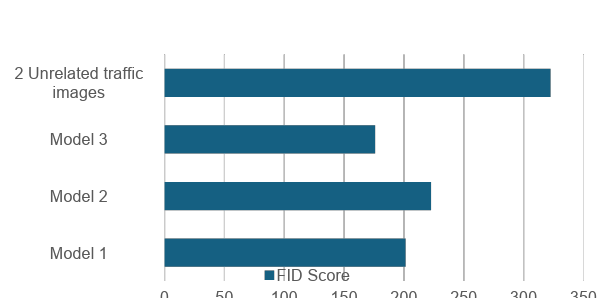 2 Unrelated traffic
images
Model 3
Model 2
Model 1
FID Score
0 50 100 150 200 250 300 350